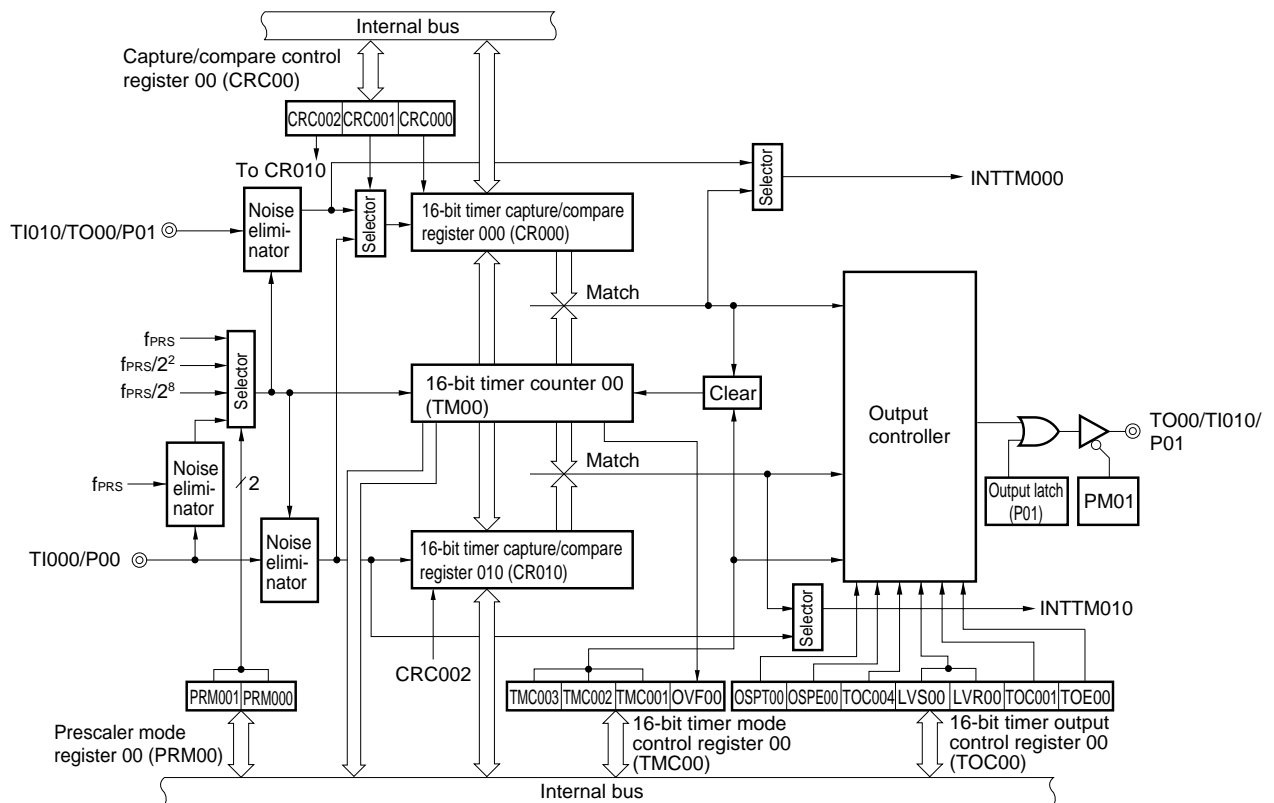 Internal bus
Capture/compare control
register 00 (CRC00)
CRC002 CRC001 CRC000
To CR010
Selector
INTTM000
Noise
elimi-
nator
Selector
16-bit timer capture/compare
register 000 (CR000)
TI010/TO00/P01
Match
fPRS
fPRS/2²
fPRS/2⁸
Selector
16-bit timer counter 00
(TM00)
Clear
Output
controller
TO00/TI010/
P01
Match
Noise
elimi-
nator
fPRS
2
Output latch
(P01)
PM01
TI000/P00
Noise
elimi-
nator
16-bit timer capture/compare
register 010 (CR010)
Selector
INTTM010
CRC002
PRM001 PRM000
TMC003 TMC002 TMC001 OVF00
OSPT00 OSPE00 TOC004 LVS00 LVR00 TOC001 TOE00
Prescaler mode
register 00 (PRM00)
16-bit timer mode
control register 00
(TMC00)
16-bit timer output
control register 00
(TOC00)
Internal bus